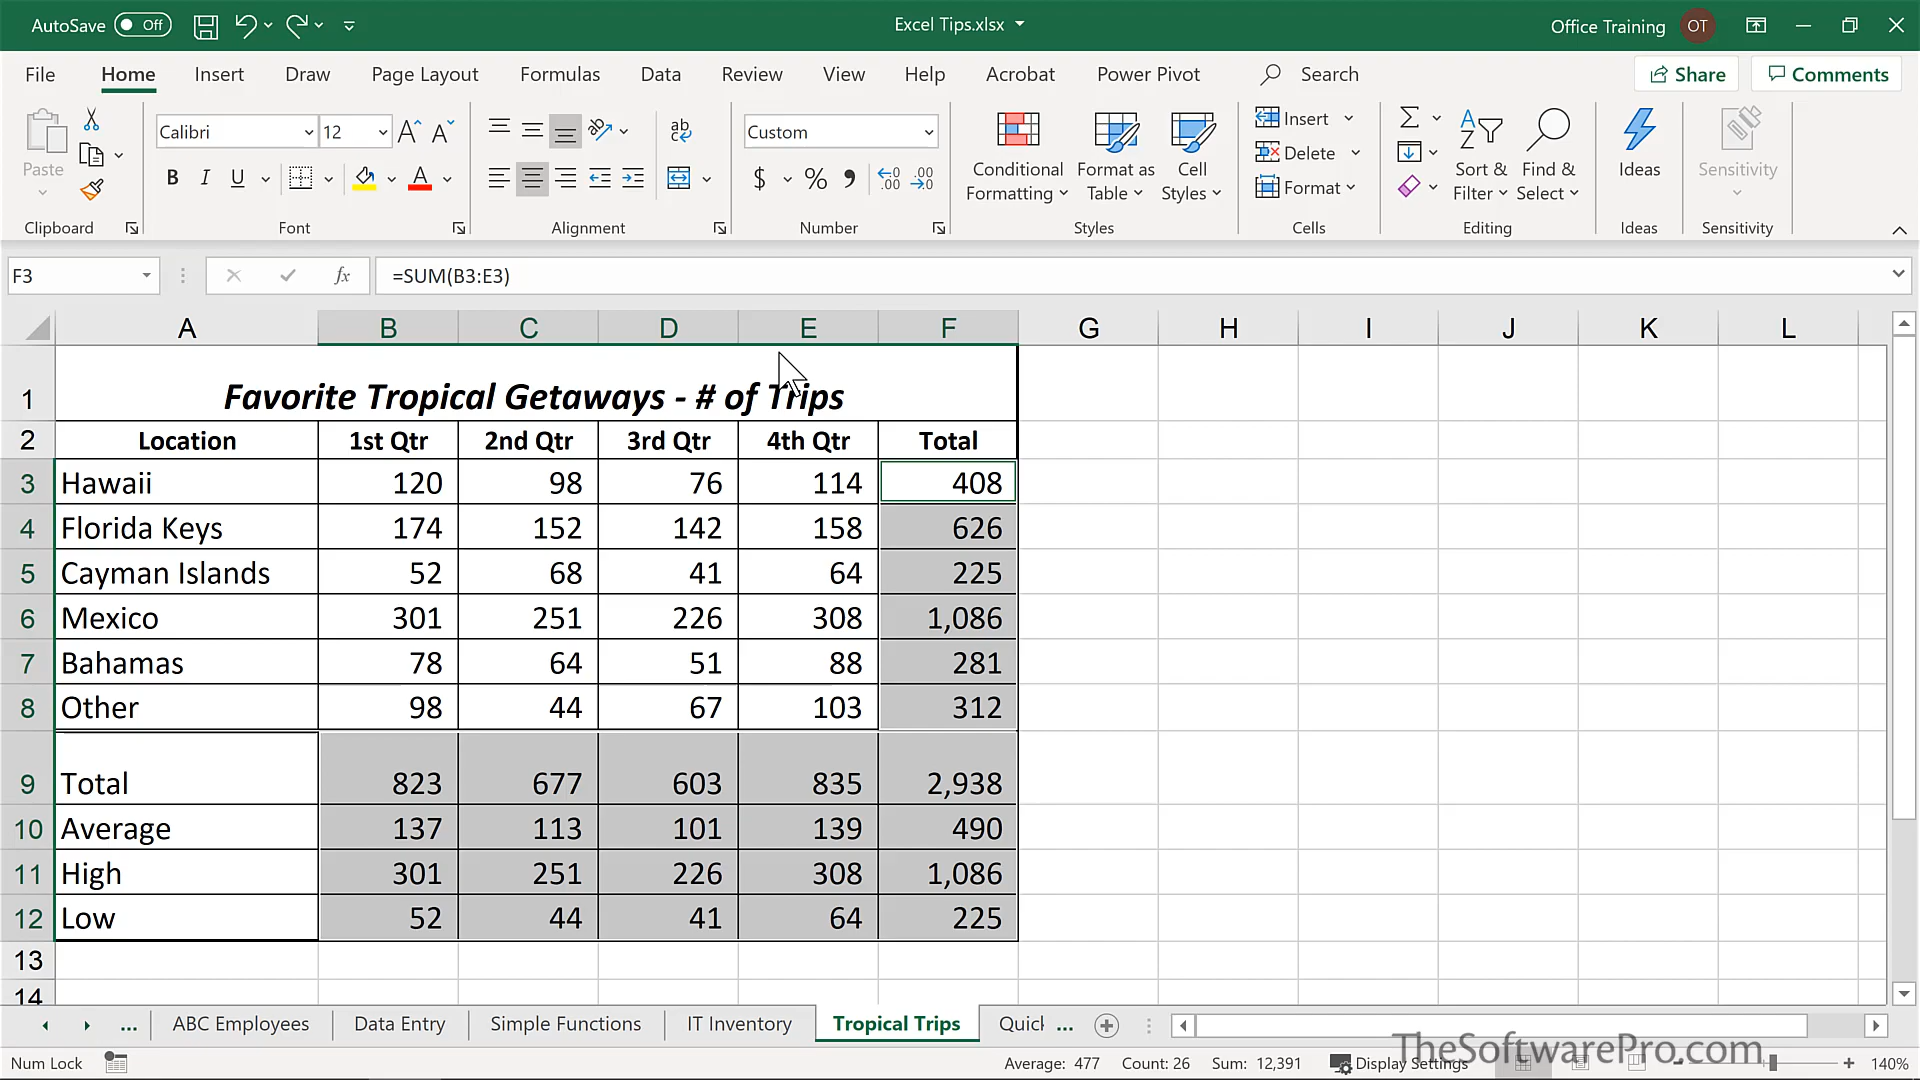 AutoSave Off Excel Tips.xlsx Office Training OT
File Home Insert Draw Page Layout Formulas Data Review View Help Acrobat Power Pivot Search Share Comments
Paste
Calibri 12
B I U A
ab
Custom
$ % .00 .00
Conditional Formatting
Format as Table
Cell Styles
Insert
Delete
Format
Sort & Filter
Find & Select
Ideas
Sensitivity
Clipboard Font Alignment Number Styles Cells Editing Ideas Sensitivity
F3 fx =SUM(B3:E3)
A B C D E F G H I J K L
1 Favorite Tropical Getaways - # of Trips
2 Location 1st Qtr 2nd Qtr 3rd Qtr 4th Qtr Total
3 Hawaii 120 98 76 114 408
4 Florida Keys 174 152 142 158 626
5 Cayman Islands 52 68 41 64 225
6 Mexico 301 251 226 308 1,086
7 Bahamas 78 64 51 88 281
8 Other 98 44 67 103 312
9 Total 823 677 603 835 2,938
10 Average 137 113 101 139 490
11 High 301 251 226 308 1,086
12 Low 52 44 41 64 225
13
14
... ABC Employees Data Entry Simple Functions IT Inventory Tropical Trips Quick ...
Num Lock Average: 477 Count: 26 Sum: 12,391 Display Settings 140%
TheSoftwarePro.com